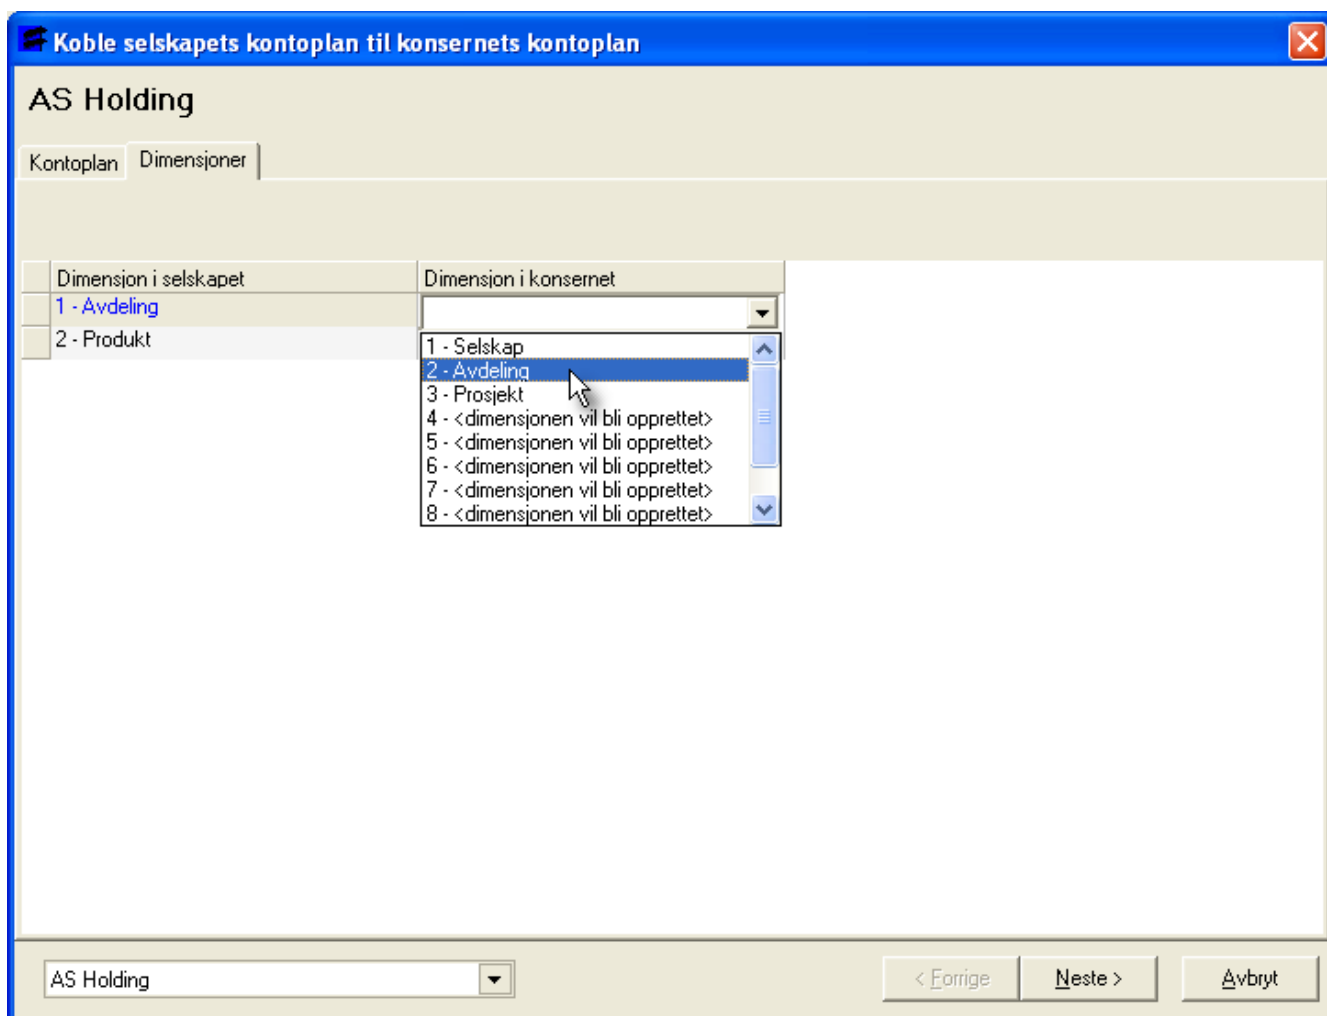 Koble selskapets kontoplan til konsernets kontoplan
AS Holding
Kontoplan Dimensjoner
Dimensjon i selskapet Dimensjon i konsernet
1 - Avdeling
2 - Produkt
1 - Selskap
2 - Avdeling
3 - Prosjekt
4 - <dimensjonen vil bli opprettet>
5 - <dimensjonen vil bli opprettet>
6 - <dimensjonen vil bli opprettet>
7 - <dimensjonen vil bli opprettet>
8 - <dimensjonen vil bli opprettet>
AS Holding < Forrige Neste > Avbryt